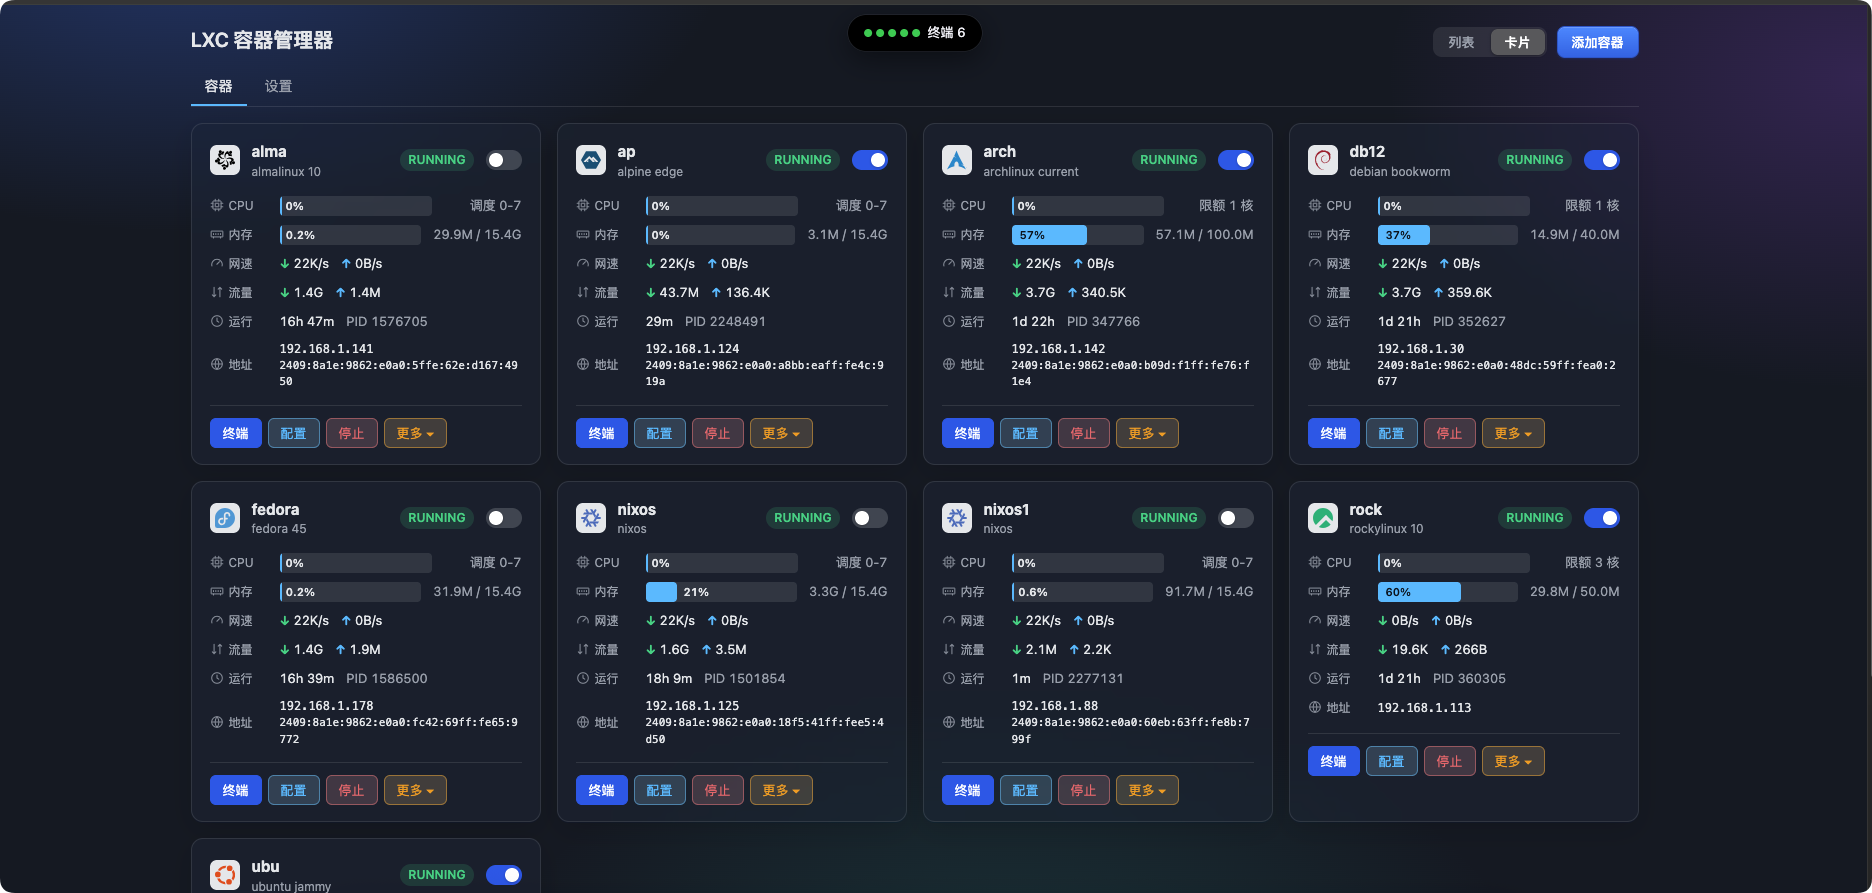 LXC 容器管理器
终端 6
列表 卡片 添加容器
容器 设置
alma
almalinux 10
RUNNING
CPU 0% 调度 0-7
内存 0.2% 29.9M / 15.4G
网速 22K/s 0B/s
流量 1.4G 1.4M
运行 16h 47m PID 1576705
地址 192.168.1.141
2409:8a1e:9862:e0a0:5ffe:62e:d167:49
50
终端 配置 停止 更多
ap
alpine edge
RUNNING
CPU 0% 调度 0-7
内存 0% 3.1M / 15.4G
网速 22K/s 0B/s
流量 43.7M 136.4K
运行 29m PID 2248491
地址 192.168.1.124
2409:8a1e:9862:e0a0:a8bb:eaff:fe4c:9
19a
终端 配置 停止 更多
arch
archlinux current
RUNNING
CPU 0% 限额 1 核
内存 57% 57.1M / 100.0M
网速 22K/s 0B/s
流量 3.7G 340.5K
运行 1d 22h PID 347766
地址 192.168.1.142
2409:8a1e:9862:e0a0:b09d:f1ff:fe76:f
1e4
终端 配置 停止 更多
db12
debian bookworm
RUNNING
CPU 0% 限额 1 核
内存 37% 14.9M / 40.0M
网速 22K/s 0B/s
流量 3.7G 359.6K
运行 1d 21h PID 352627
地址 192.168.1.30
2409:8a1e:9862:e0a0:48dc:59ff:fea0:2
677
终端 配置 停止 更多
fedora
fedora 45
RUNNING
CPU 0% 调度 0-7
内存 0.2% 31.9M / 15.4G
网速 22K/s 0B/s
流量 1.4G 1.9M
运行 16h 39m PID 1586500
地址 192.168.1.178
2409:8a1e:9862:e0a0:fc42:69ff:fe65:9
772
终端 配置 停止 更多
nixos
nixos
RUNNING
CPU 0% 调度 0-7
内存 21% 3.3G / 15.4G
网速 22K/s 0B/s
流量 1.6G 3.5M
运行 18h 9m PID 1501854
地址 192.168.1.125
2409:8a1e:9862:e0a0:18f5:41ff:fee5:4
d50
终端 配置 停止 更多
nixos1
nixos
RUNNING
CPU 0% 调度 0-7
内存 0.6% 91.7M / 15.4G
网速 22K/s 0B/s
流量 2.1M 2.2K
运行 1m PID 2277131
地址 192.168.1.88
2409:8a1e:9862:e0a0:60eb:63ff:fe8b:7
99f
终端 配置 停止 更多
rock
rockylinux 10
RUNNING
CPU 0% 限额 3 核
内存 60% 29.8M / 50.0M
网速 0B/s 0B/s
流量 19.6K 266B
运行 1d 21h PID 360305
地址 192.168.1.113
终端 配置 停止 更多
ubu
ubuntu jammy
RUNNING